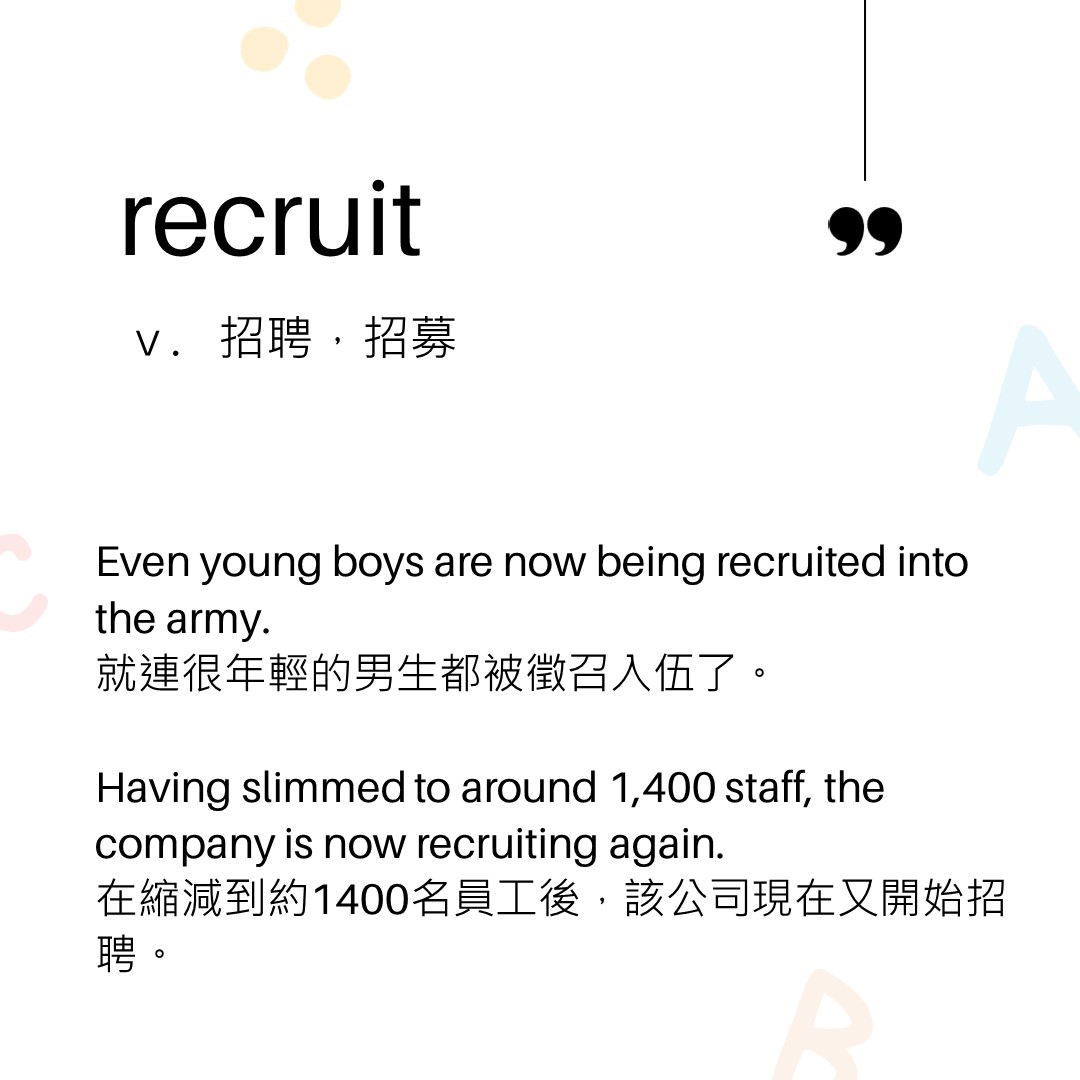 recruit
”
v. 招聘，招募
A
C
Even young boys are now being recruited into
the army.
就連很年輕的男生都被徵召入伍了。
Having slimmed to around 1,400 staff, the
company is now recruiting again.
在縮減到約1400名員工後，該公司現在又開始招
聘。
B